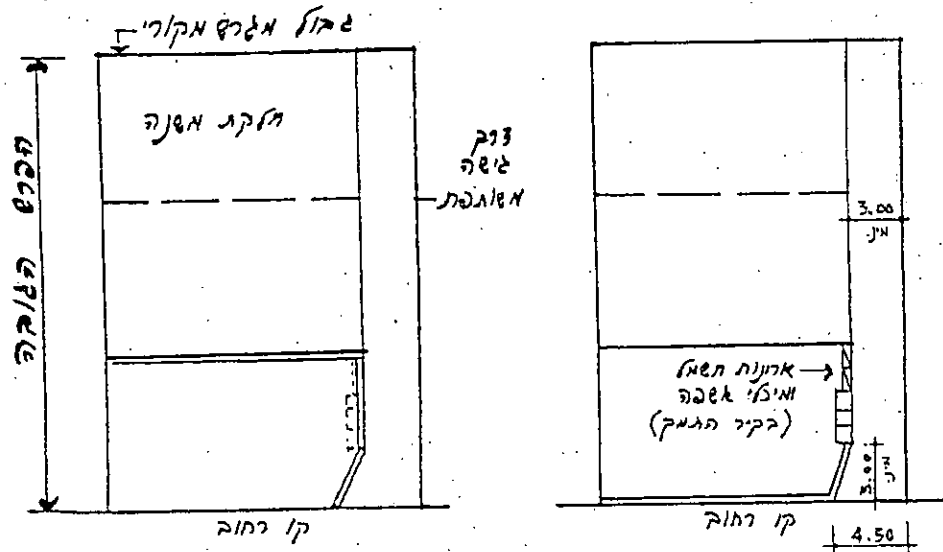 גבול מגרש מקורי
חלקת משנה
דרך
גישה
משותפת
הפרש הגובה
קו רחוב
3.00
מינ.
ארונות חשמל
ומיכלי אשפה
(בקיר התמך)
3.00
מינ.
קו רחוב
4.50